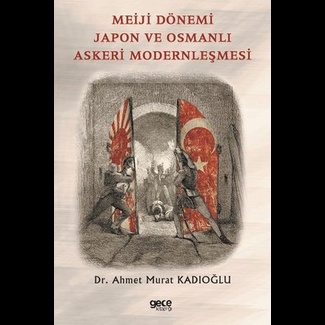 MEİJİ DÖNEMİ
JAPON VE OSMANLI
ASKERİ MODERNLEŞMESİ
Dr. Ahmet Murat KADIOĞLU
gece
kitaplığı